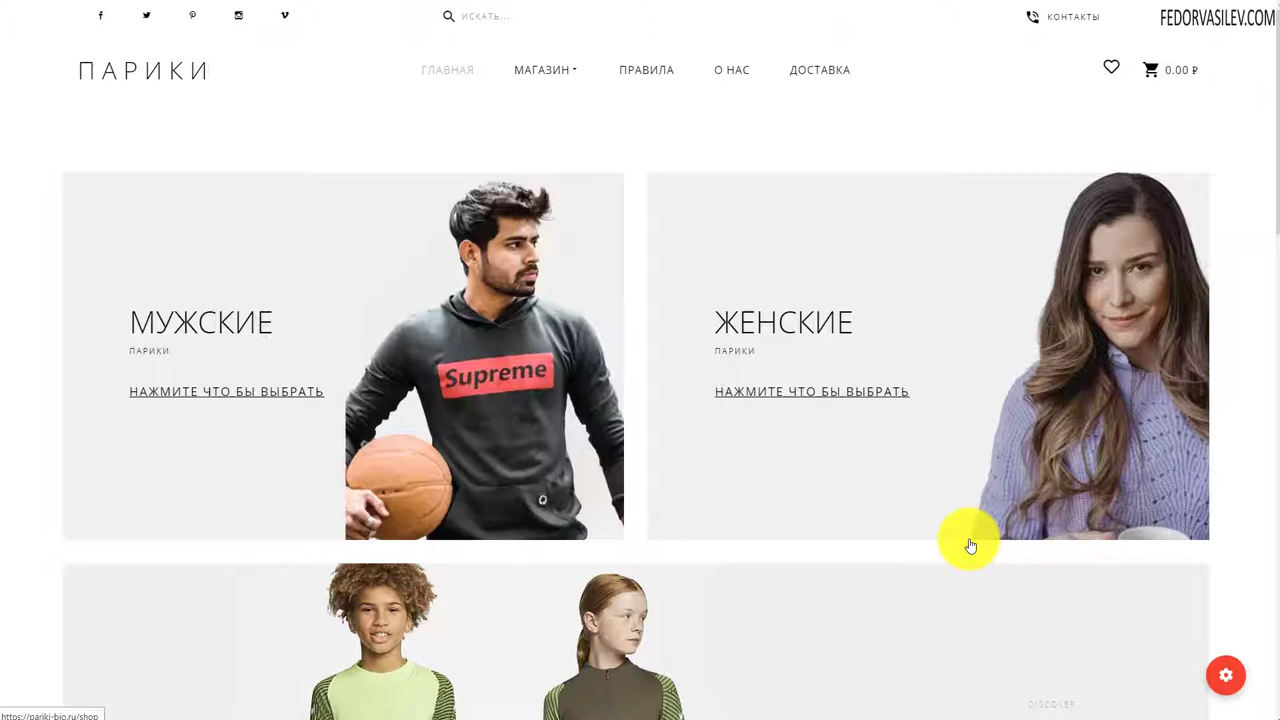 ИСКАТЬ...
КОНТАКТЫ
FEDORVASILEV.COM
ПАРИКИ
ГЛАВНАЯ
МАГАЗИН
ПРАВИЛА
О НАС
ДОСТАВКА
0.00 ₽
МУЖСКИЕ
ПАРИКИ
НАЖМИТЕ ЧТО БЫ ВЫБРАТЬ
Supreme
ЖЕНСКИЕ
ПАРИКИ
НАЖМИТЕ ЧТО БЫ ВЫБРАТЬ
https://pariki-bio.ru/shop